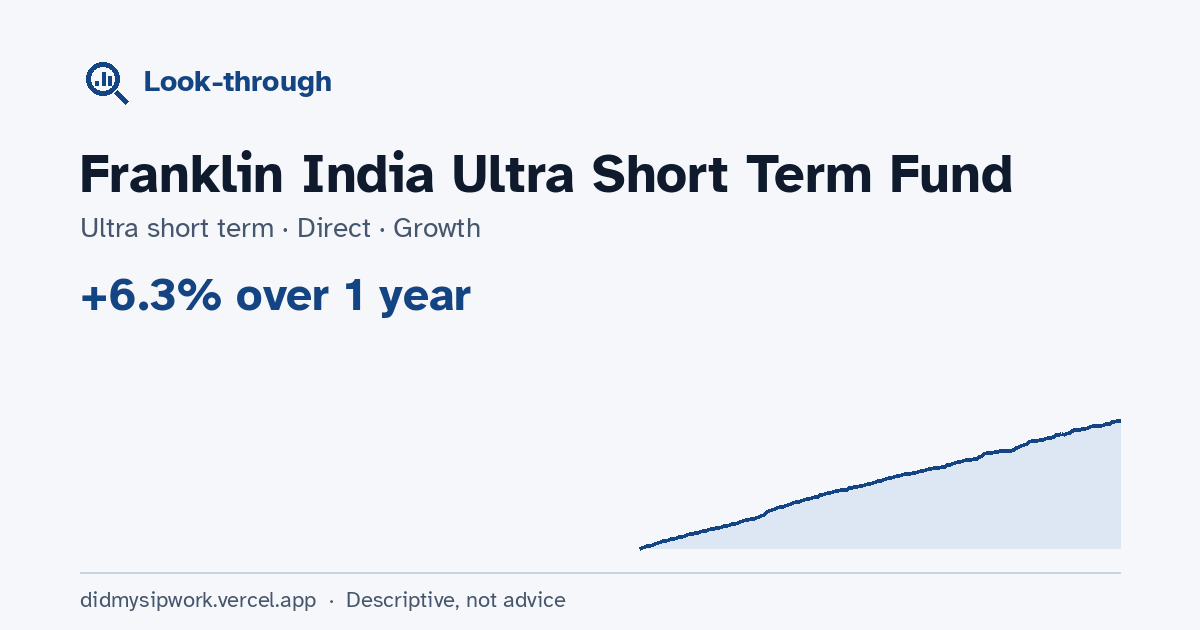 Look-through
Franklin India Ultra Short Term Fund
Ultra short term · Direct · Growth
+6.3% over 1 year
didmysipwork.vercel.app · Descriptive, not advice